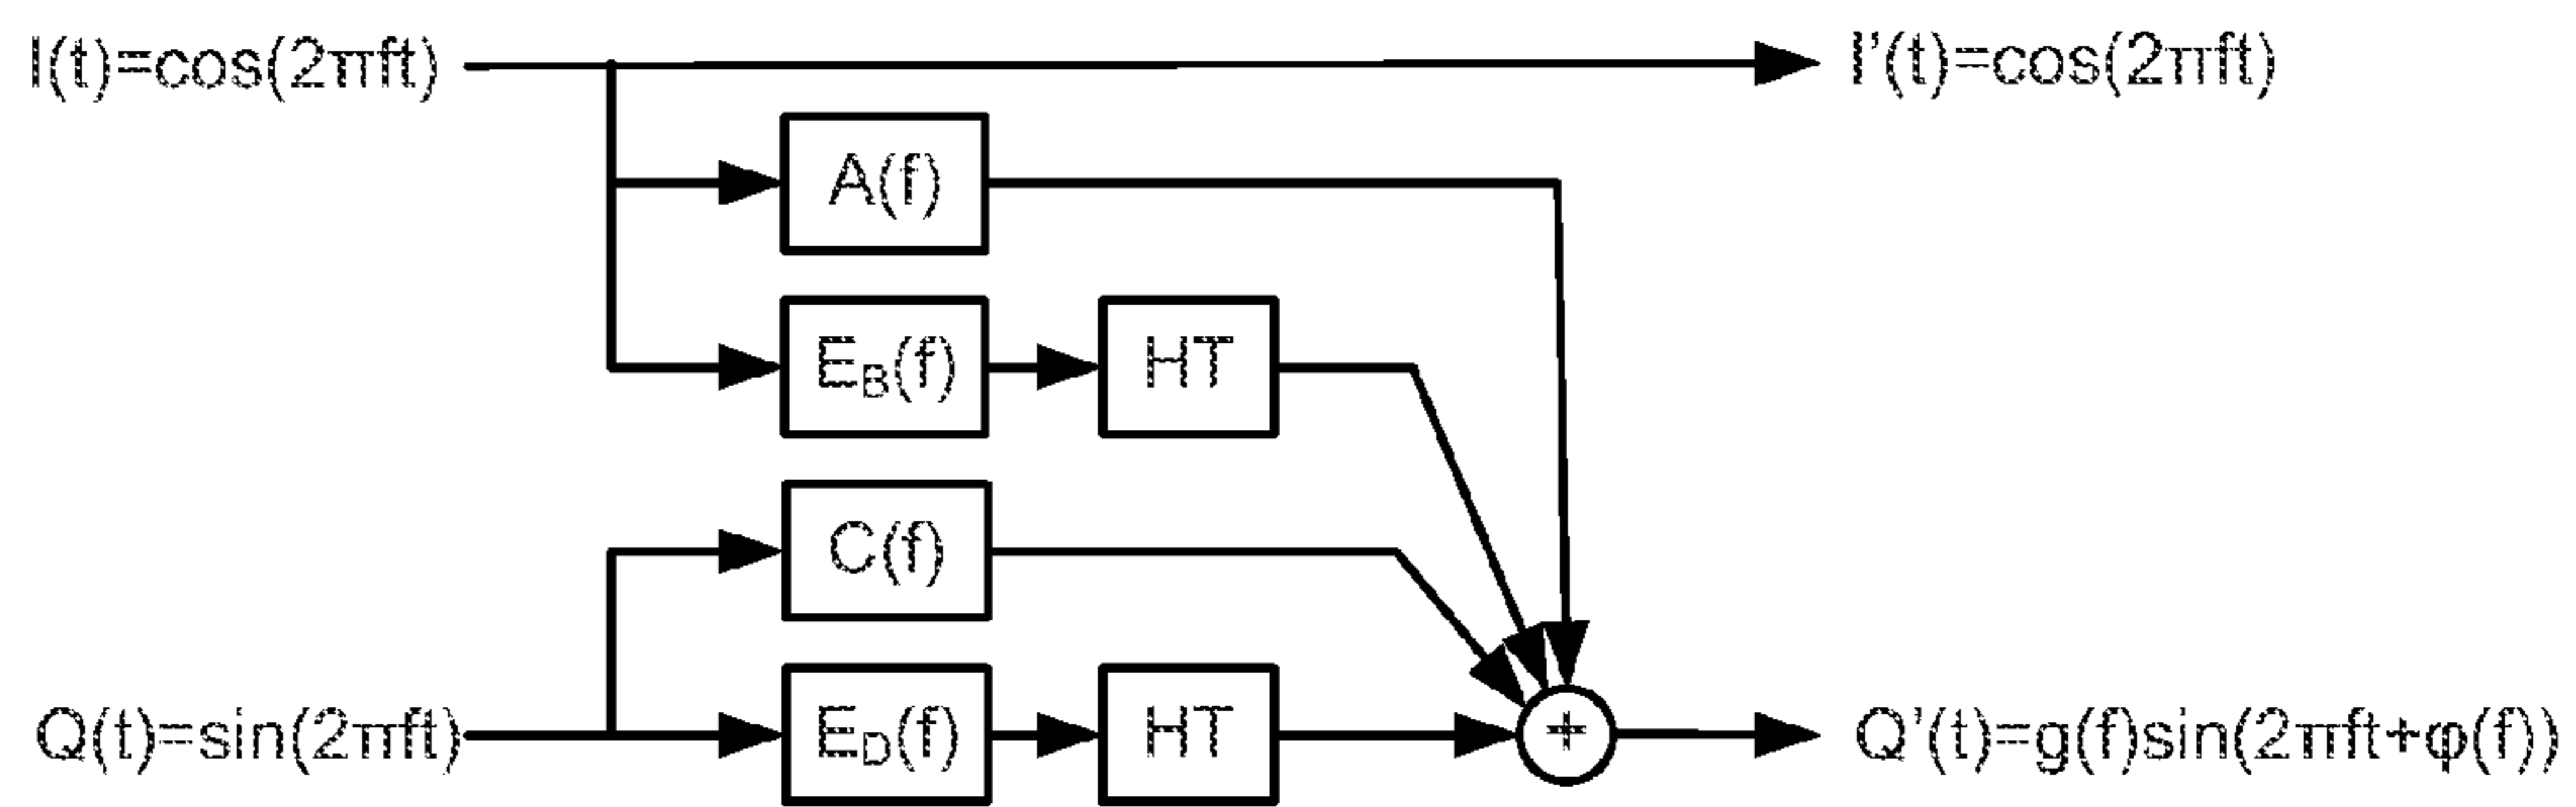 I(t)=cos(2πft)
I'(t)=cos(2πft)
A(f)
E_B(f)
HT
C(f)
Q(t)=sin(2πft)
E_D(f)
HT
+
Q'(t)=g(f)sin(2πft+φ(f))